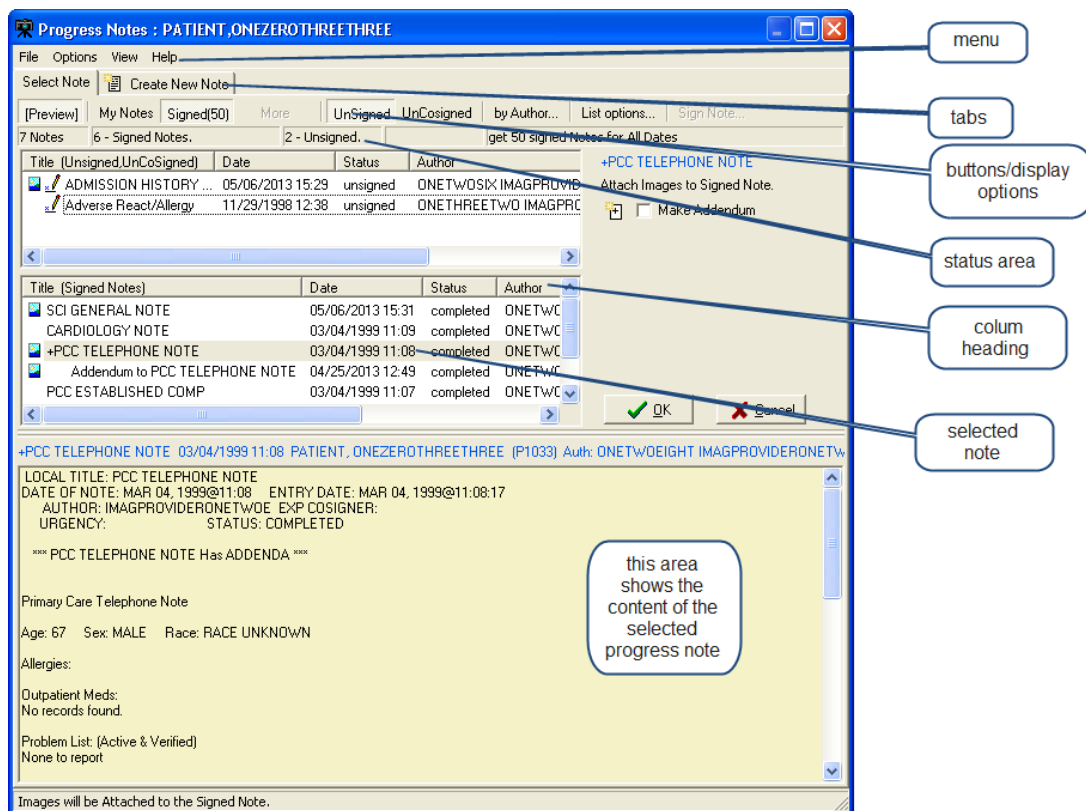 Progress Notes : PATIENT,ONEZEROTHREETHREE
File Options View Help
menu
Select Note Create New Note
tabs
[Preview] My Notes Signed(50) More UnSigned UnCosigned by Author... List options... Sign Note...
buttons/display
options
7 Notes 6 - Signed Notes. 2 - Unsigned. get 50 signed Notes for All Dates
Title (Unsigned,UnCoSigned) Date Status Author
ADMISSION HISTORY ... 05/06/2013 15:29 unsigned ONETWOSIX IMAGPROVID
Adverse React/Allergy 11/29/1998 12:38 unsigned ONETHREETWO IMAGPRO
+PCC TELEPHONE NOTE
Attach Images to Signed Note.
Make Addendum
status area
Title (Signed Notes) Date Status Author
SCI GENERAL NOTE 05/06/2013 15:31 completed ONETWO
CARDIOLOGY NOTE 03/04/1999 11:09 completed ONETWO
+PCC TELEPHONE NOTE 03/04/1999 11:08 completed ONETWO
Addendum to PCC TELEPHONE NOTE 04/25/2013 12:49 completed ONETWO
PCC ESTABLISHED COMP 03/04/1999 11:07 completed ONETWO
colum
heading
OK Cancel
selected
note
+PCC TELEPHONE NOTE 03/04/1999 11:08 PATIENT, ONEZEROTHREETHREE (P1033) Auth: ONETWOEIGHT IMAGPROVIDERONETW
LOCAL TITLE: PCC TELEPHONE NOTE
DATE OF NOTE: MAR 04, 1999@11:08 ENTRY DATE: MAR 04, 1999@11:08:17
AUTHOR: IMAGPROVIDERONETWOE EXP COSIGNER:
URGENCY: STATUS: COMPLETED
*** PCC TELEPHONE NOTE Has ADDENDA ***
Primary Care Telephone Note
Age: 67 Sex: MALE Race: RACE UNKNOWN
Allergies:
Outpatient Meds:
No records found.
Problem List: (Active & Verified)
None to report
this area
shows the
content of the
selected
progress note
Images will be Attached to the Signed Note.